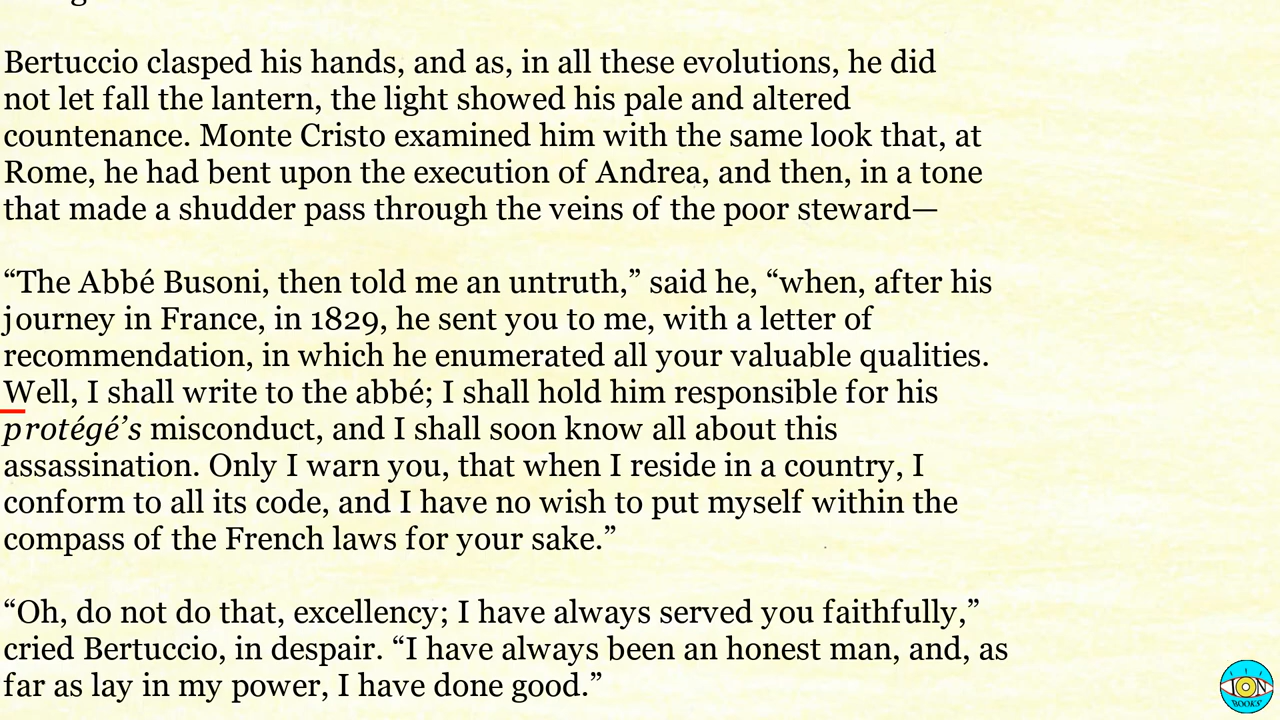 Bertuccio clasped his hands, and as, in all these evolutions, he did
not let fall the lantern, the light showed his pale and altered
countenance. Monte Cristo examined him with the same look that, at
Rome, he had bent upon the execution of Andrea, and then, in a tone
that made a shudder pass through the veins of the poor steward—
“The Abbé Busoni, then told me an untruth,” said he, “when, after his
journey in France, in 1829, he sent you to me, with a letter of
recommendation, in which he enumerated all your valuable qualities.
Well, I shall write to the abbé; I shall hold him responsible for his
protégé’s misconduct, and I shall soon know all about this
assassination. Only I warn you, that when I reside in a country, I
conform to all its code, and I have no wish to put myself within the
compass of the French laws for your sake.”
“Oh, do not do that, excellency; I have always served you faithfully,”
cried Bertuccio, in despair. “I have always been an honest man, and, as
far as lay in my power, I have done good.”
ION
BOOKS